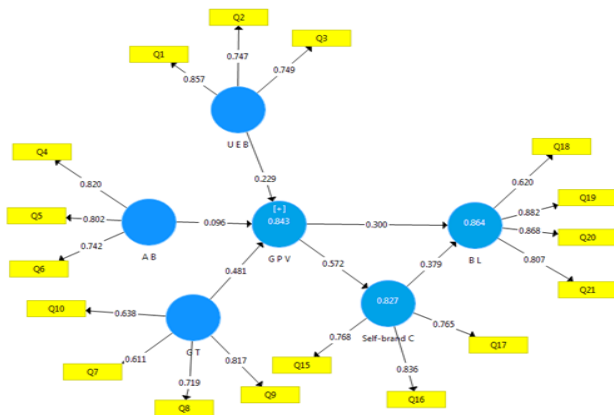 Q2
Q3
Q1
0.747
0.749
0.857
U E B
Q18
Q4
0.229
0.620
Q19
0.820
[+]
0.882
Q5
0.802
0.096
0.843
0.300
0.864
0.868
Q20
0.742
A B
G P V
B L
0.807
Q6
0.572
0.379
Q21
0.481
Q10
0.638
0.827
0.765
Q17
0.611
G T
0.768
Self-brand C
Q7
0.719
0.817
Q15
0.836
Q9
Q8
Q16